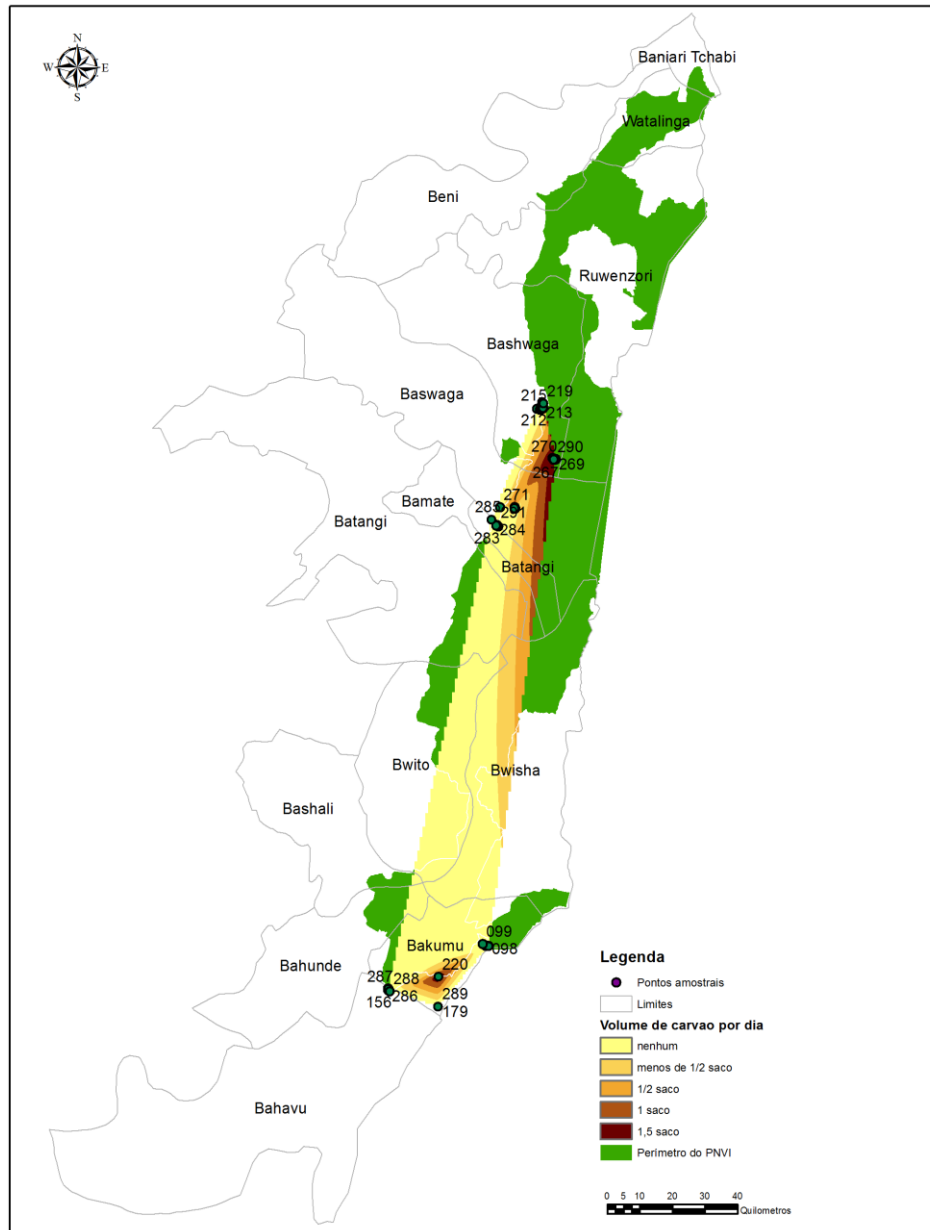 N
W E
S
Baniari Tchabi
Watalinga
Beni
Ruwenzori
Bashwaga
Baswaga
215 219
212 213
270 290
267 269
Bamate
271
285
291
Batangi
283 284
Batangi
Bwito
Bwisha
Bashali
099
098
Bakumu
Bahunde
220
287 288
156 286
289
179
Bahavu
Legenda
Pontos amostrais
Limites
Volume de carvao por dia
nenhum
menos de 1/2 saco
1/2 saco
1 saco
1,5 saco
Perímetro do PNVI
0 5 10 20 30 40
Quilometros